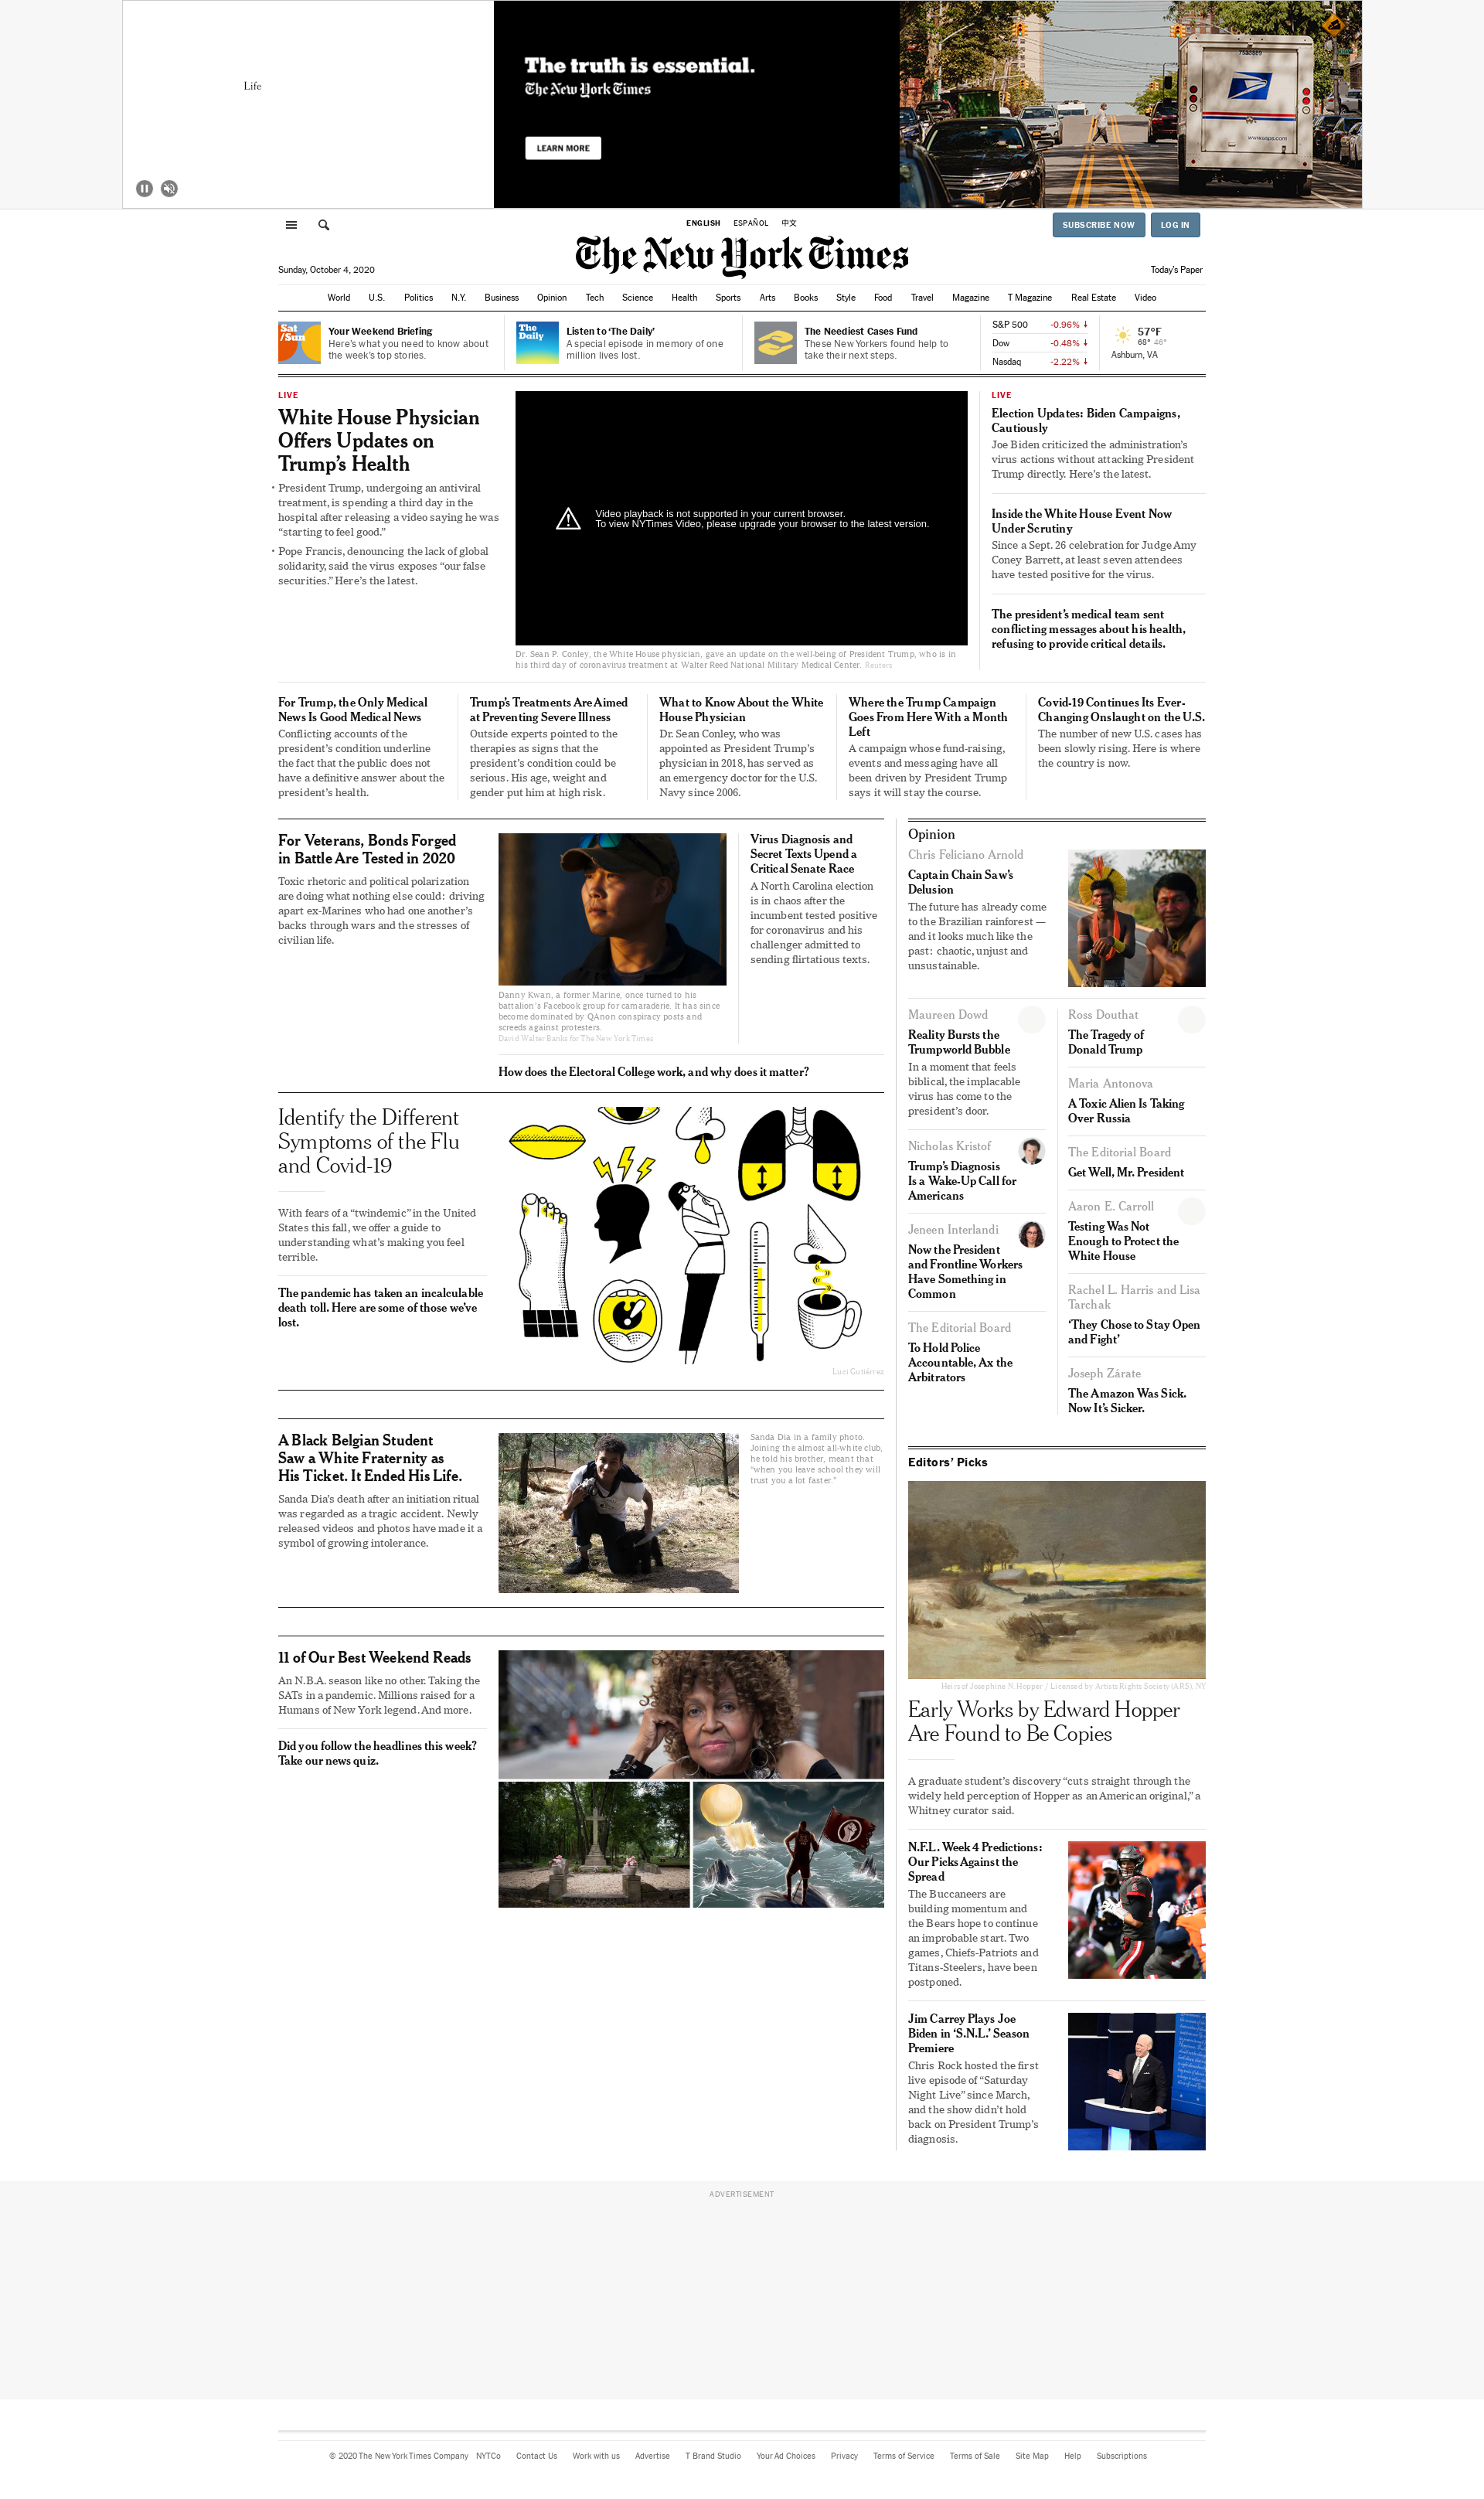 Life
The truth is essential.
The New York Times
LEARN MORE
www.usps.com
ENGLISH ESPAÑOL 中文
SUBSCRIBE NOW LOG IN
The New York Times
Sunday, October 4, 2020
Today's Paper
World U.S. Politics N.Y. Business Opinion Tech Science Health Sports Arts Books Style Food Travel Magazine T Magazine Real Estate Video
Sat
/Sun
Your Weekend Briefing
Here's what you need to know about
the week's top stories.
The
Daily
Listen to ‘The Daily’
A special episode in memory of one
million lives lost.
The Neediest Cases Fund
These New Yorkers found help to
take their next steps.
S&P 500 -0.96% ↓
Dow -0.48% ↓
Nasdaq -2.22% ↓
57°F
68° 46°
Ashburn, VA
LIVE
White House Physician
Offers Updates on
Trump’s Health
• President Trump, undergoing an antiviral
treatment, is spending a third day in the
hospital after releasing a video saying he was
“starting to feel good.”
• Pope Francis, denouncing the lack of global
solidarity, said the virus exposes “our false
securities.” Here’s the latest.
Video playback is not supported in your current browser.
To view NYTimes Video, please upgrade your browser to the latest version.
Dr. Sean P. Conley, the White House physician, gave an update on the well-being of President Trump, who is in
his third day of coronavirus treatment at Walter Reed National Military Medical Center. Reuters
LIVE
Election Updates: Biden Campaigns,
Cautiously
Joe Biden criticized the administration’s
virus actions without attacking President
Trump directly. Here’s the latest.
Inside the White House Event Now
Under Scrutiny
Since a Sept. 26 celebration for Judge Amy
Coney Barrett, at least seven attendees
have tested positive for the virus.
The president’s medical team sent
conflicting messages about his health,
refusing to provide critical details.
For Trump, the Only Medical
News Is Good Medical News
Conflicting accounts of the
president’s condition underline
the fact that the public does not
have a definitive answer about the
president’s health.
Trump’s Treatments Are Aimed
at Preventing Severe Illness
Outside experts pointed to the
therapies as signs that the
president’s condition could be
serious. His age, weight and
gender put him at high risk.
What to Know About the White
House Physician
Dr. Sean Conley, who was
appointed as President Trump’s
physician in 2018, has served as
an emergency doctor for the U.S.
Navy since 2006.
Where the Trump Campaign
Goes From Here With a Month
Left
A campaign whose fund-raising,
events and messaging have all
been driven by President Trump
says it will stay the course.
Covid-19 Continues Its Ever-
Changing Onslaught on the U.S.
The number of new U.S. cases has
been slowly rising. Here is where
the country is now.
For Veterans, Bonds Forged
in Battle Are Tested in 2020
Toxic rhetoric and political polarization
are doing what nothing else could: driving
apart ex-Marines who had one another’s
backs through wars and the stresses of
civilian life.
Danny Kwan, a former Marine, once turned to his
battalion’s Facebook group for camaraderie. It has since
become dominated by QAnon conspiracy posts and
screeds against protesters.
David Walter Banks for The New York Times
Virus Diagnosis and
Secret Texts Upend a
Critical Senate Race
A North Carolina election
is in chaos after the
incumbent tested positive
for coronavirus and his
challenger admitted to
sending flirtatious texts.
How does the Electoral College work, and why does it matter?
Identify the Different
Symptoms of the Flu
and Covid-19
With fears of a “twindemic” in the United
States this fall, we offer a guide to
understanding what’s making you feel
terrible.
The pandemic has taken an incalculable
death toll. Here are some of those we’ve
lost.
Luci Gutiérrez
A Black Belgian Student
Saw a White Fraternity as
His Ticket. It Ended His Life.
Sanda Dia’s death after an initiation ritual
was regarded as a tragic accident. Newly
released videos and photos have made it a
symbol of growing intolerance.
Sanda Dia in a family photo.
Joining the almost all-white club,
he told his brother, meant that
“when you leave school they will
trust you a lot faster.”
11 of Our Best Weekend Reads
An N.B.A. season like no other. Taking the
SATs in a pandemic. Millions raised for a
Humans of New York legend. And more.
Did you follow the headlines this week?
Take our news quiz.
Opinion
Chris Feliciano Arnold
Captain Chain Saw’s
Delusion
The future has already come
to the Brazilian rainforest —
and it looks much like the
past: chaotic, unjust and
unsustainable.
Maureen Dowd
Reality Bursts the
Trumpworld Bubble
In a moment that feels
biblical, the implacable
virus has come to the
president’s door.
Nicholas Kristof
Trump’s Diagnosis
Is a Wake-Up Call for
Americans
Jeneen Interlandi
Now the President
and Frontline Workers
Have Something in
Common
The Editorial Board
To Hold Police
Accountable, Ax the
Arbitrators
Ross Douthat
The Tragedy of
Donald Trump
Maria Antonova
A Toxic Alien Is Taking
Over Russia
The Editorial Board
Get Well, Mr. President
Aaron E. Carroll
Testing Was Not
Enough to Protect the
White House
Rachel L. Harris and Lisa
Tarchak
‘They Chose to Stay Open
and Fight’
Joseph Zárate
The Amazon Was Sick.
Now It’s Sicker.
Editors’ Picks
Heirs of Josephine N. Hopper / Licensed by Artists Rights Society (ARS), NY
Early Works by Edward Hopper
Are Found to Be Copies
A graduate student’s discovery “cuts straight through the
widely held perception of Hopper as an American original,” a
Whitney curator said.
N.F.L. Week 4 Predictions:
Our Picks Against the
Spread
The Buccaneers are
building momentum and
the Bears hope to continue
an improbable start. Two
games, Chiefs-Patriots and
Titans-Steelers, have been
postponed.
Jim Carrey Plays Joe
Biden in ‘S.N.L.’ Season
Premiere
Chris Rock hosted the first
live episode of “Saturday
Night Live” since March,
and the show didn’t hold
back on President Trump’s
diagnosis.
ADVERTISEMENT
© 2020 The New York Times Company NYTCo Contact Us Work with us Advertise T Brand Studio Your Ad Choices Privacy Terms of Service Terms of Sale Site Map Help Subscriptions